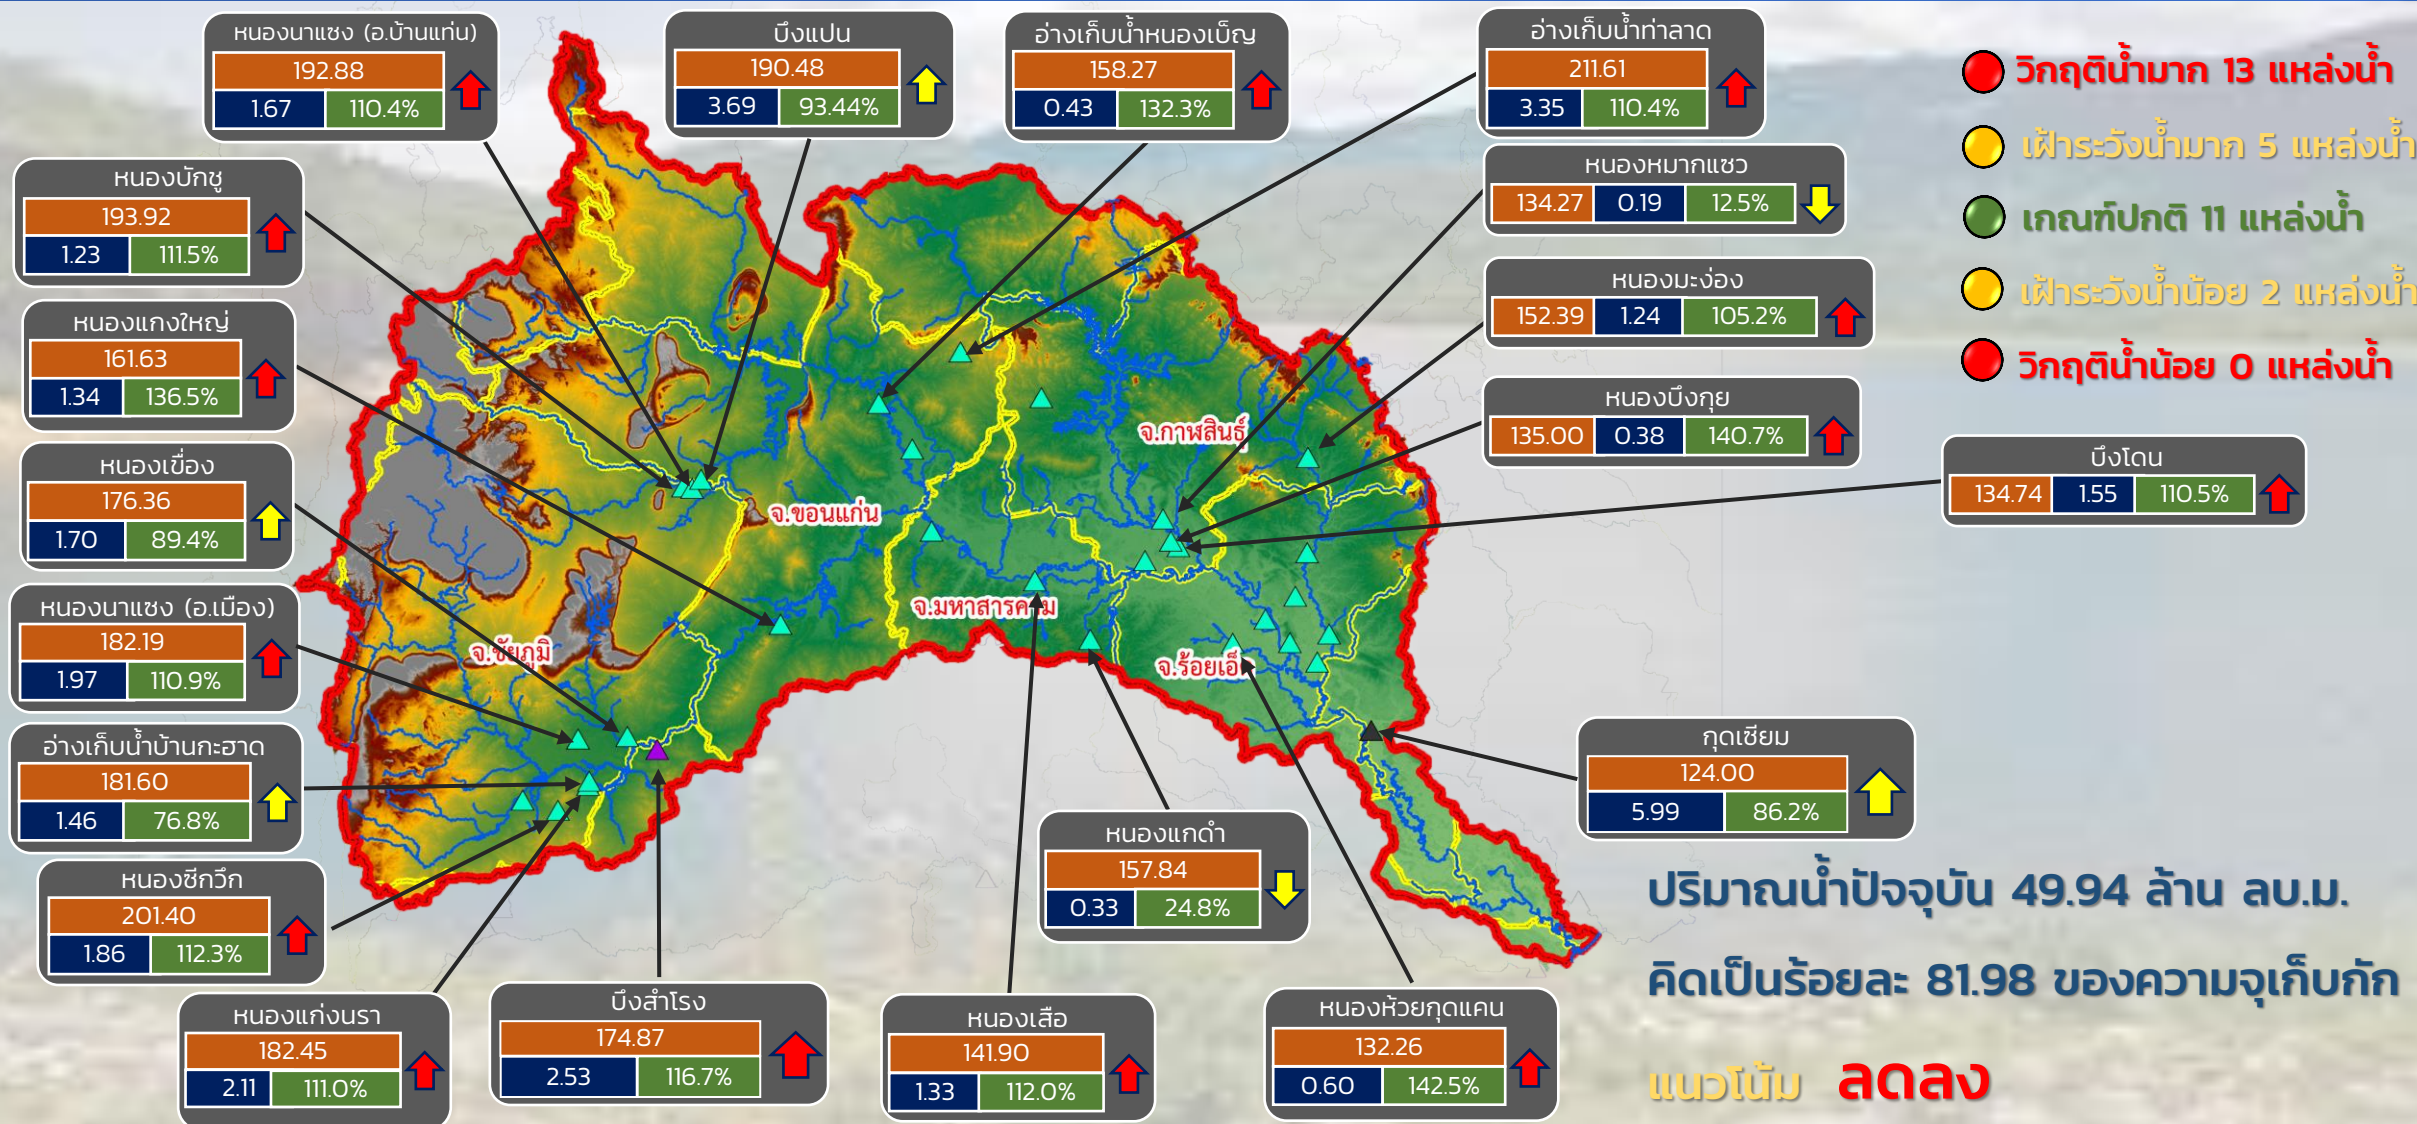 หนองนาแซง (อ.บ้านแท่น)
192.88
1.67 110.4%
บึงแปน
190.48
3.69 93.44%
อ่างเก็บน้ำหนองเบ็ญ
158.27
0.43 132.3%
อ่างเก็บน้ำท่าลาด
211.61
3.35 110.4%
วิกฤติน้ำมาก 13 แหล่งน้ำ
เฝ้าระวังน้ำมาก 5 แหล่งน้ำ
เกณฑ์ปกติ 11 แหล่งน้ำ
เฝ้าระวังน้ำน้อย 2 แหล่งน้ำ
วิกฤติน้ำน้อย 0 แหล่งน้ำ
หนองบักชู
193.92
1.23 111.5%
หนองหมากแซว
134.27 0.19 12.5%
หนองมะง่อง
152.39 1.24 105.2%
หนองแกงใหญ่
161.63
1.34 136.5%
หนองบึงกุย
135.00 0.38 140.7%
บึงโดน
134.74 1.55 110.5%
หนองเขื่อง
176.36
1.70 89.4%
จ.กาฬสินธุ์
จ.ขอนแก่น
จ.มหาสารคาม
จ.ชัยภูมิ
จ.ร้อยเอ็ด
หนองนาแซง (อ.เมือง)
182.19
1.97 110.9%
อ่างเก็บน้ำบ้านกะฮาด
181.60
1.46 76.8%
กุดเชียม
124.00
5.99 86.2%
หนองแกดำ
157.84
0.33 24.8%
หนองซีกวึก
201.40
1.86 112.3%
หนองแก่งนรา
182.45
2.11 111.0%
บึงสำโรง
174.87
2.53 116.7%
หนองเสือ
141.90
1.33 112.0%
หนองห้วยกุดแคน
132.26
0.60 142.5%
ปริมาณน้ำปัจจุบัน 49.94 ล้าน ลบ.ม.
คิดเป็นร้อยละ 81.98 ของความจุเก็บกัก
แนวโน้ม ลดลง